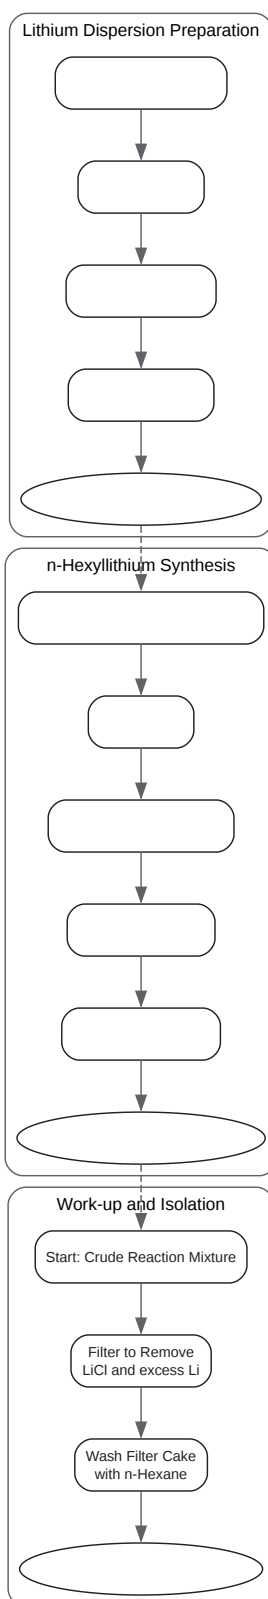 Lithium Dispersion Preparation
n-Hexyllithium Synthesis
Work-up and Isolation
Start: Crude Reaction Mixture
Filter to Remove
LiCl and excess Li
Wash Filter Cake
with n-Hexane